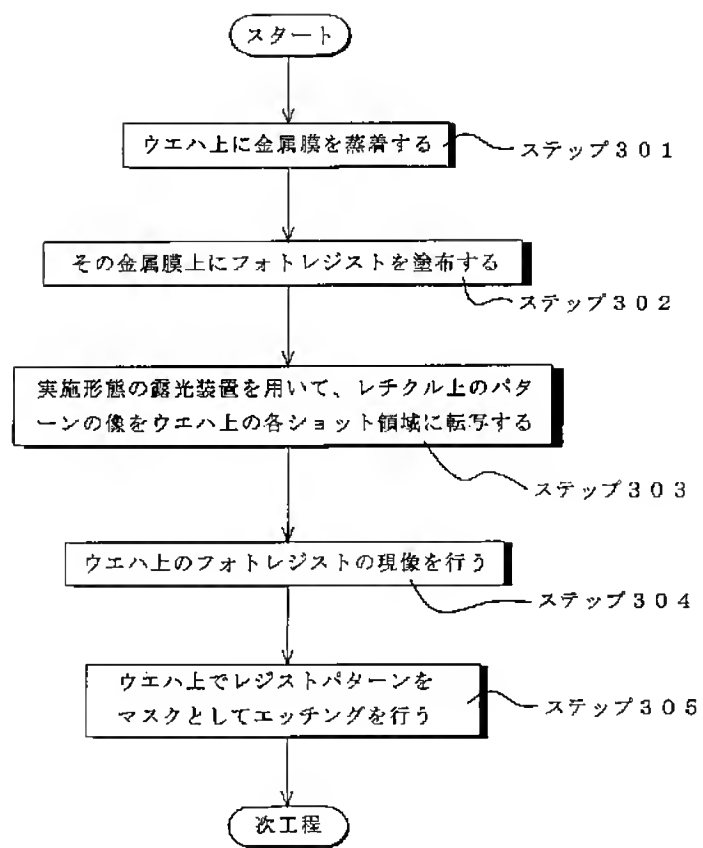 スタート
ウエハ上に金属膜を蒸着する
ステップ301
その金属膜上にフォトレジストを塗布する
ステップ302
実施形態の露光装置を用いて、レチクル上のパタ
ーンの像をウエハ上の各ショット領域に転写する
ステップ303
ウエハ上のフォトレジストの現像を行う
ステップ304
ウエハ上でレジストパターンを
マスクとしてエッチングを行う
ステップ305
次工程